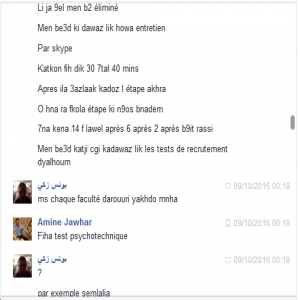 Li ja 9el men b2 éliminé
Men be3d ki dawaz lik howa entretien
Par skype
Katkon fih dik 30 7tal 40 mins
Apres ila 3azlaak kadoz l étape akhra
O hna ra fkola étape ki n9os bnadem
7na kena 14 f lawel aprés 6 aprés 2 aprés b9it rassi
Men be3d katji cgi kadawaz lik les tests de recrutement
dyalhoum
يونس زكي 09/10/2016 00:18
ms chaque faculté darouri yakhdo mnha
Amine Jawhar 09/10/2016 00:18
Fiha test psychotechnique
يونس زكي 09/10/2016 00:18
?
par exemple semlalia